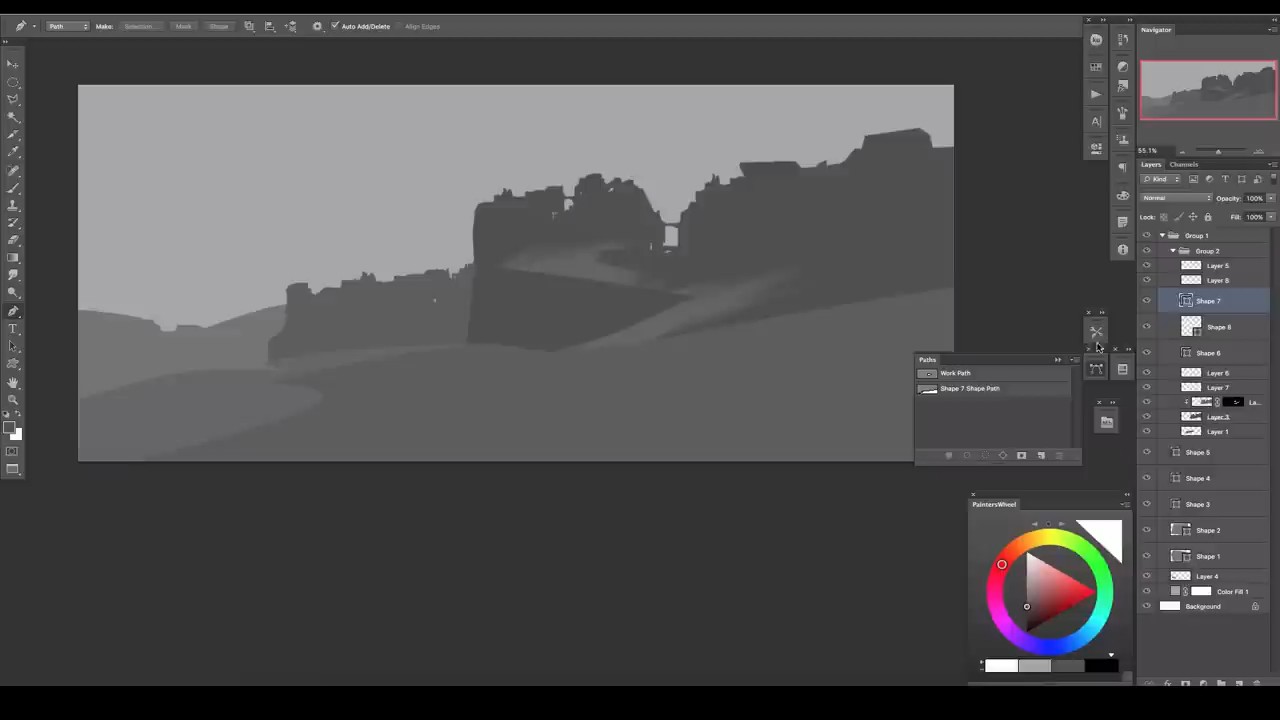 Path Make: Selection... Mask Shape Auto Add/Delete Align Edges
Navigator
55.1%
Layers Channels
Kind
Normal Opacity: 100%
Lock: Fill: 100%
Group 1
Group 2
Layer 5
Layer 8
Shape 7
Shape 8
Shape 6
Layer 6
Layer 7
La...
Layer 3
Layer 1
Shape 5
Shape 4
Shape 3
Shape 2
Shape 1
Layer 4
Color Fill 1
Background
Paths
Work Path
Shape 7 Shape Path
PaintersWheel